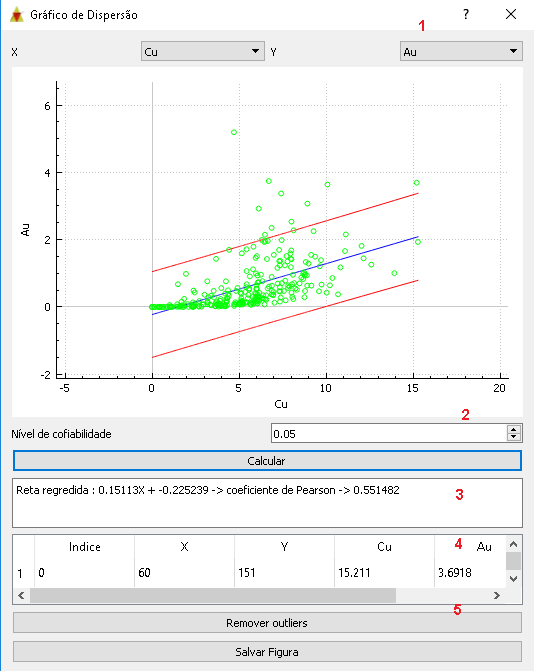 Gráfico de Dispersão ?
1
X Cu Y Au
6
4
2
0
-2
Au
-5 0 5 10 15 20
Cu
2
Nível de cofiabilidade 0.05
Calcular
Reta regredida : 0.15113X + -0.225239 -> coeficiente de Pearson -> 0.551482
3
4
Indice X Y Cu Au
1 0 60 151 15.211 3.6918
5
Remover outliers
Salvar Figura